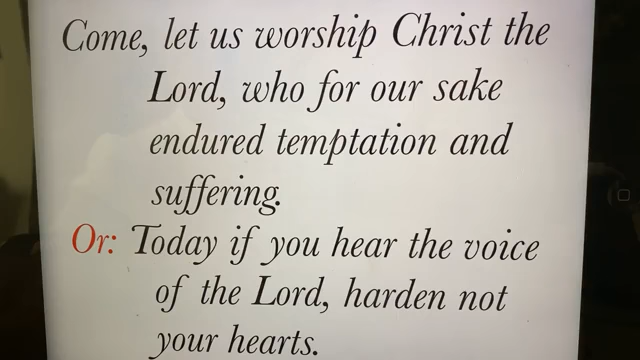 Come, let us worship Christ the
Lord, who for our sake
endured temptation and
suffering.
Or: Today if you hear the voice
of the Lord, harden not
your hearts.